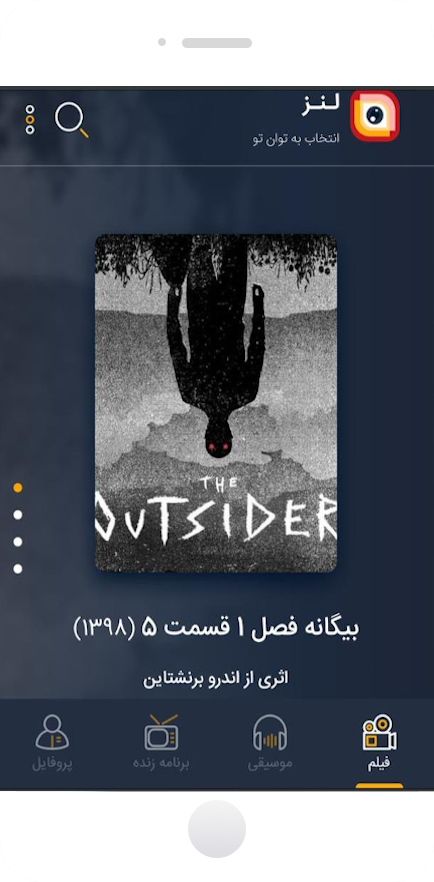 لنز
انتخاب به توان تو
THE
OUTSIDER
بیگانه فصل ۱ قسمت ۵ (۱۳۹۸)
اثری از اندرو برنشتاین
فیلم
موسیقی
برنامه زنده
پروفایل